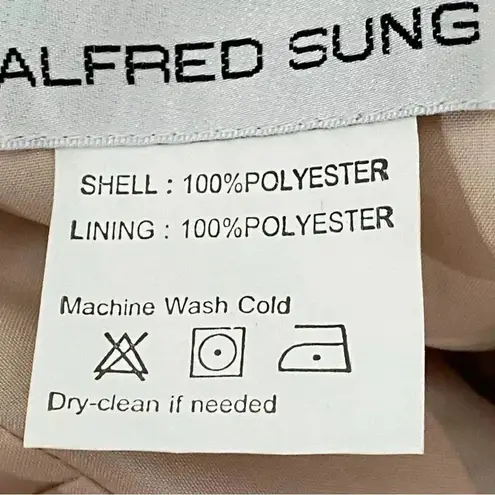 ALFRED SUNG
SHELL : 100%POLYESTER
LINING : 100%POLYESTER
Machine Wash Cold
Dry-clean if needed